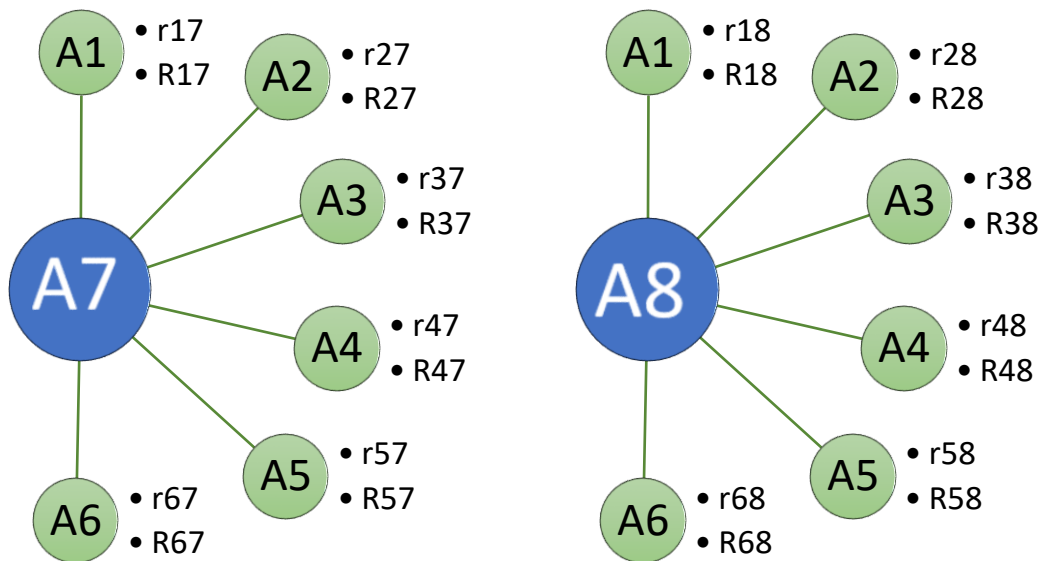 A1
• r17
• R17
A2
• r27
• R27
A3
• r37
• R37
A7
A4
• r47
• R47
A5
• r57
• R57
A6
• r67
• R67
A1
• r18
• R18
A2
• r28
• R28
A3
• r38
• R38
A8
A4
• r48
• R48
A5
• r58
• R58
A6
• r68
• R68